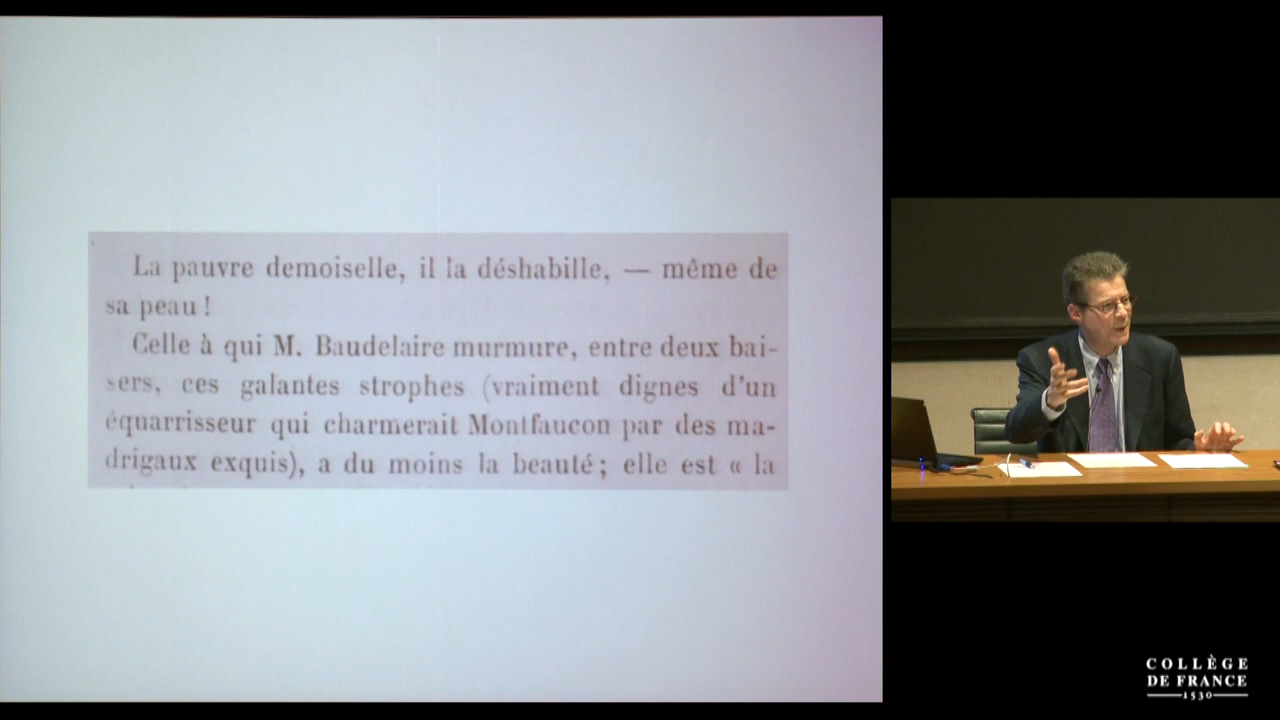 La pauvre demoiselle, il la déshabille, — même de
sa peau !
Celle à qui M. Baudelaire murmure, entre deux bai-
sers, ces galantes strophes (vraiment dignes d'un
équarrisseur qui charmerait Montfaucon par des ma-
drigaux exquis), a du moins la beauté ; elle est « la
COLLÈGE
DE FRANCE
1530